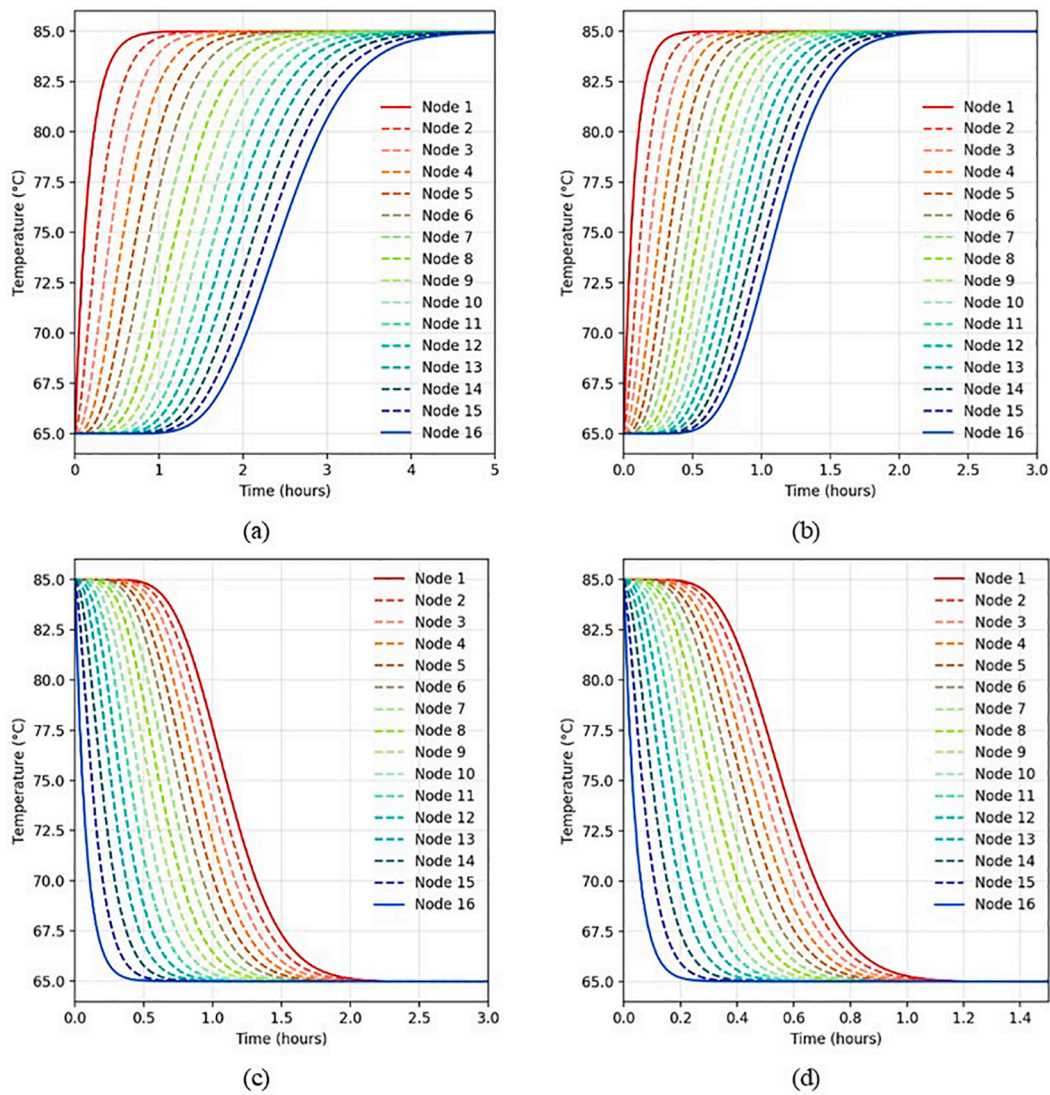 85.0
82.5
80.0
77.5
75.0
72.5
70.0
67.5
65.0
Temperature (°C)
0 1 2 3 4 5
Time (hours)
Node 1
Node 2
Node 3
Node 4
Node 5
Node 6
Node 7
Node 8
Node 9
Node 10
Node 11
Node 12
Node 13
Node 14
Node 15
Node 16
(a)
85.0
82.5
80.0
77.5
75.0
72.5
70.0
67.5
65.0
Temperature (°C)
0.0 0.5 1.0 1.5 2.0 2.5 3.0
Time (hours)
Node 1
Node 2
Node 3
Node 4
Node 5
Node 6
Node 7
Node 8
Node 9
Node 10
Node 11
Node 12
Node 13
Node 14
Node 15
Node 16
(b)
85.0
82.5
80.0
77.5
75.0
72.5
70.0
67.5
65.0
Temperature (°C)
0.0 0.5 1.0 1.5 2.0 2.5 3.0
Time (hours)
Node 1
Node 2
Node 3
Node 4
Node 5
Node 6
Node 7
Node 8
Node 9
Node 10
Node 11
Node 12
Node 13
Node 14
Node 15
Node 16
(c)
85.0
82.5
80.0
77.5
75.0
72.5
70.0
67.5
65.0
Temperature (°C)
0.0 0.2 0.4 0.6 0.8 1.0 1.2 1.4
Time (hours)
Node 1
Node 2
Node 3
Node 4
Node 5
Node 6
Node 7
Node 8
Node 9
Node 10
Node 11
Node 12
Node 13
Node 14
Node 15
Node 16
(d)